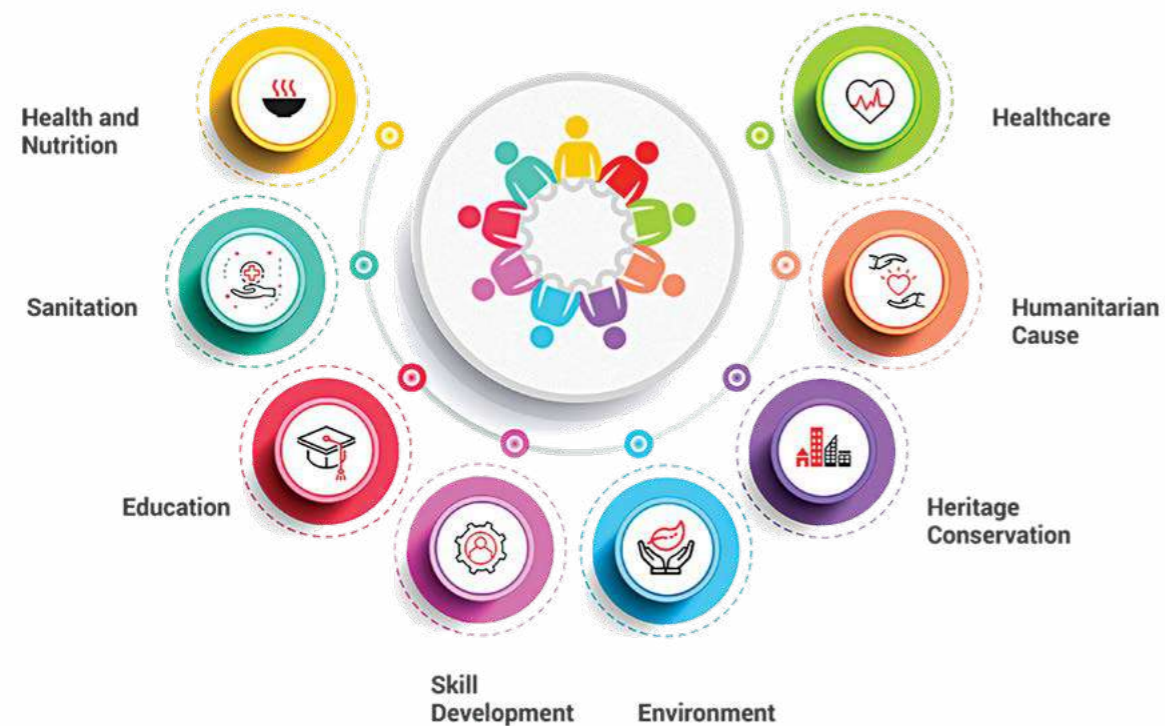 Health and
Nutrition
Healthcare
Sanitation
Humanitarian
Cause
Education
Heritage
Conservation
Skill
Development
Environment